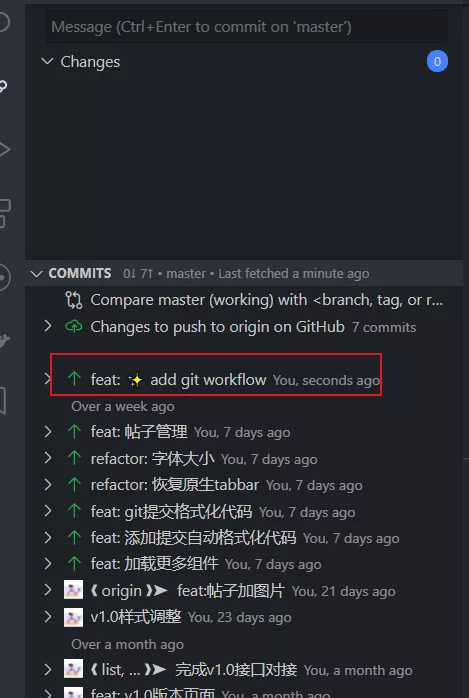 Message (Ctrl+Enter to commit on 'master')
Changes 0
COMMITS 0↓ 7↑ • master • Last fetched a minute ago
Compare master (working) with <branch, tag, or r...
Changes to push to origin on GitHub 7 commits
feat: ✨ add git workflow You, seconds ago
Over a week ago
feat: 帖子管理 You, 7 days ago
refactor: 字体大小 You, 7 days ago
refactor: 恢复原生tabbar You, 7 days ago
feat: git提交格式化代码 You, 7 days ago
feat: 添加提交自动格式化代码 You, 7 days ago
feat: 加载更多组件 You, 7 days ago
❰ origin ❱➤ feat:帖子加图片 You, 21 days ago
v1.0样式调整 You, 23 days ago
Over a month ago
❰ list, ... ❱➤ 完成v1.0接口对接 You, a month ago
feat: v1.0版本页面 You, a month ago